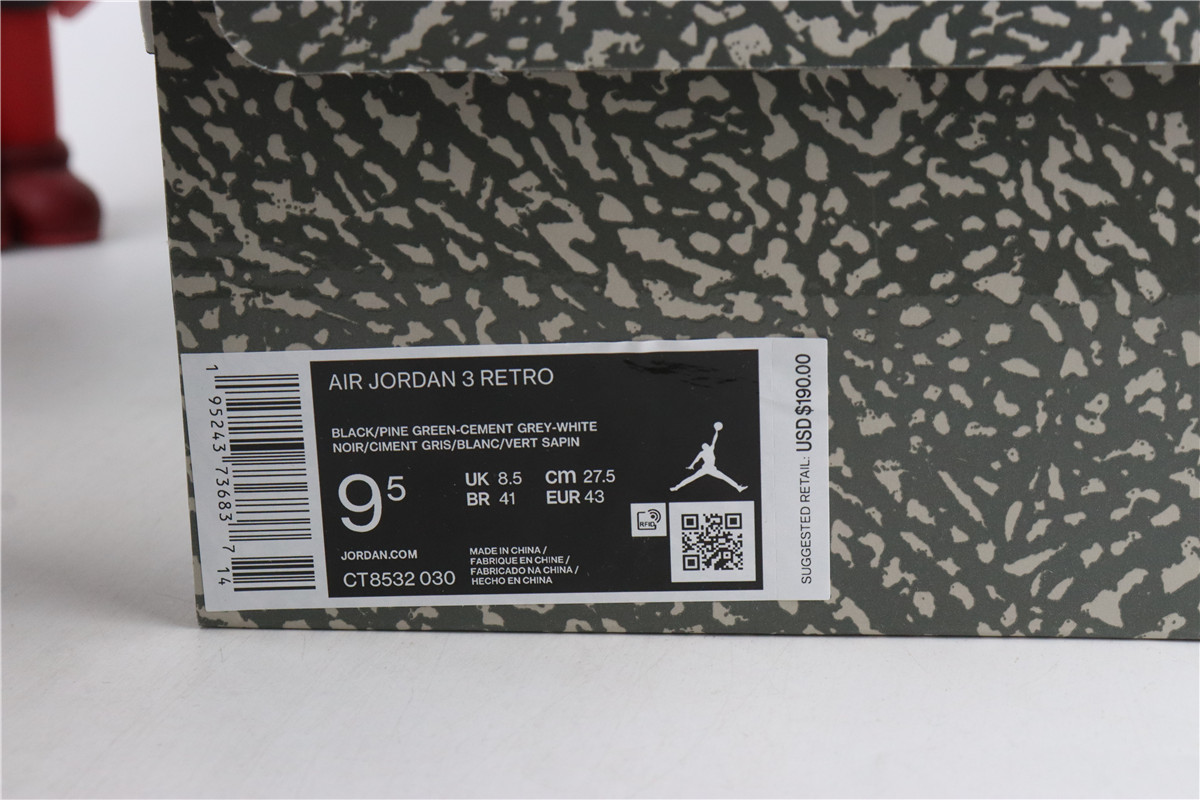 AIR JORDAN 3 RETRO
BLACK/PINE GREEN-CEMENT GREY-WHITE
NOIR/CIMENT GRIS/BLANC/VERT SAPIN
9 5
UK 8.5 cm 27.5
BR 41 EUR 43
JORDAN.COM
CT8532 030
MADE IN CHINA /
FABRIQUE EN CHINE /
FABRICADO NA CHINA /
HECHO EN CHINA
RFID
SUGGESTED RETAIL: USD $190.00
1 95243 73683 7 14